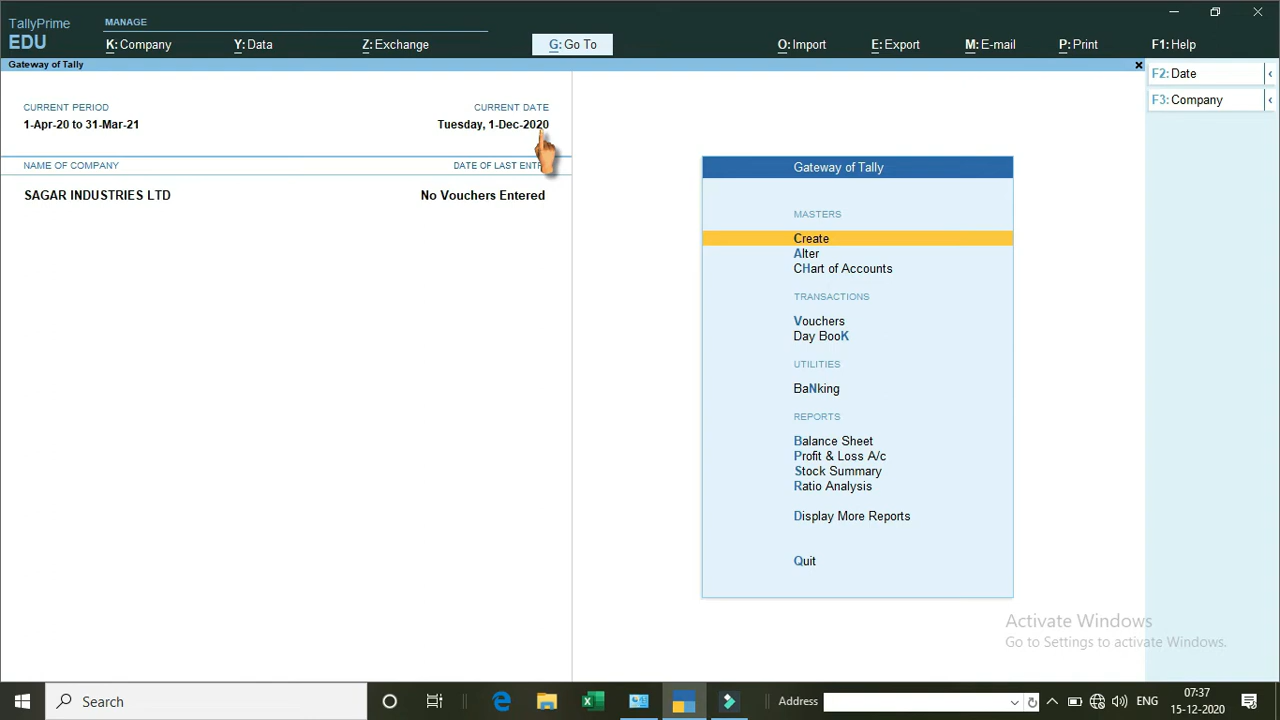 TallyPrime
EDU
MANAGE
K: Company
Y: Data
Z: Exchange
G: Go To
O: Import
E: Export
M: E-mail
P: Print
F1: Help
Gateway of Tally
F2: Date
F3: Company
CURRENT PERIOD
CURRENT DATE
1-Apr-20 to 31-Mar-21
Tuesday, 1-Dec-2020
NAME OF COMPANY
DATE OF LAST
SAGAR INDUSTRIES LTD
No Vouchers Entered
Gateway of Tally
MASTERS
Create
Alter
CHart of Accounts
TRANSACTIONS
Vouchers
Day BooK
UTILITIES
BaNking
REPORTS
Balance Sheet
Profit & Loss A/c
Stock Summary
Ratio Analysis
Display More Reports
Quit
Activate Windows
Go to Settings to activate Windows.
Search
Address
ENG
07:37
15-12-2020